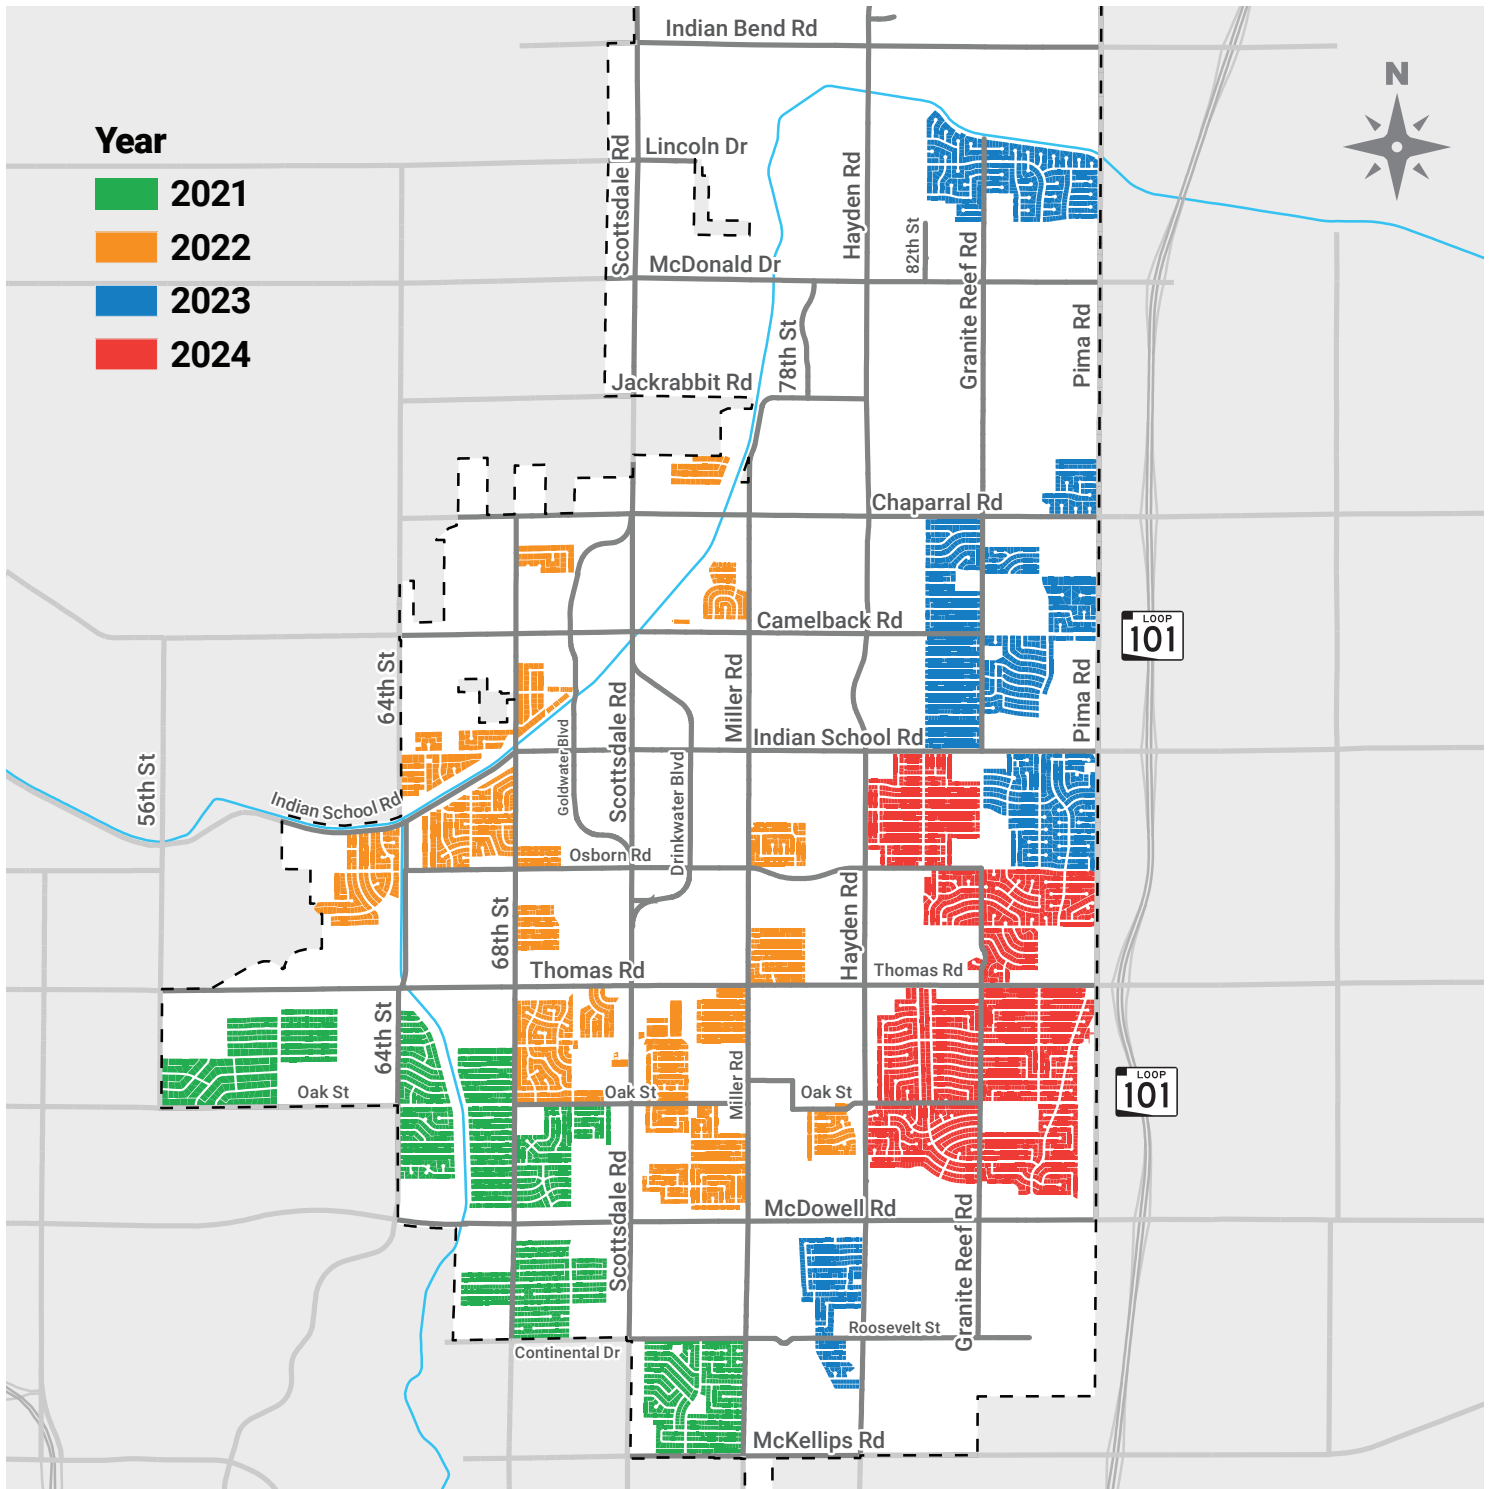 Indian Bend Rd
N
Year
Lincoln Dr
Scottsdale Rd
Hayden Rd
2021
82th St
2022
Granite Reef Rd
McDonald Dr
2023
78th St
Pima Rd
2024
Jackrabbit Rd
Chaparral Rd
Camelback Rd
LOOP
101
64th St
Miller Rd
Scottsdale Rd
Pima Rd
Goldwater Blvd
Indian School Rd
56th St
Drinkwater Blvd
Indian School Rd
Osborn Rd
68th St
Hayden Rd
Thomas Rd
Thomas Rd
64th St
Miller Rd
Oak St
Oak St
Oak St
LOOP
101
Scottsdale Rd
McDowell Rd
Granite Reef Rd
Roosevelt St
Continental Dr
McKellips Rd